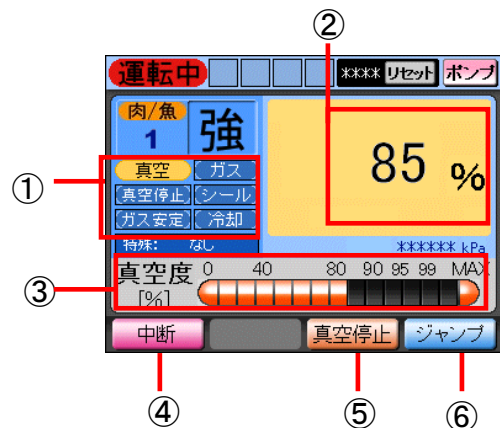 ②
運転中 **** リセット ポンプ
肉/魚
1
強
85 %
①
真空 ガス
真空停止 シール
ガス安定 冷却
特殊: なし
****** kPa
③
真空度 0 40 80 90 95 99 MAX
[%]
中断 真空停止 ジャンプ
④ ⑤ ⑥